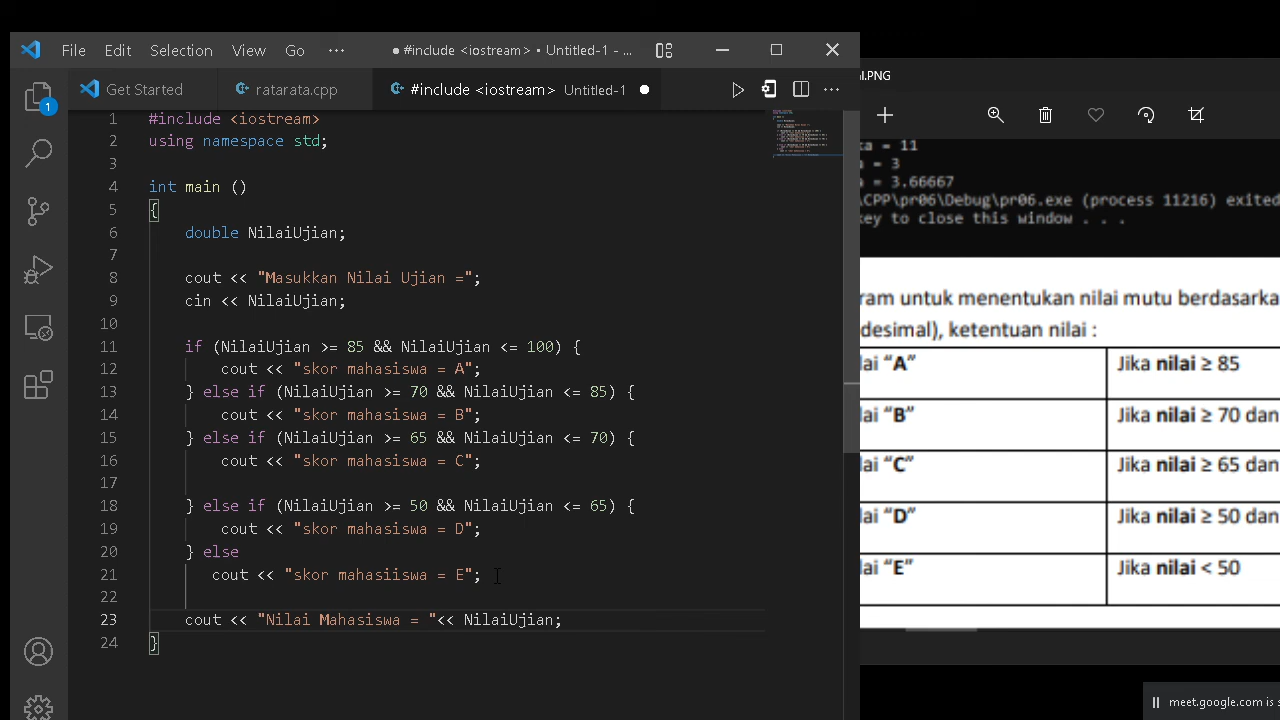 File Edit Selection View Go ··· ● #include <iostream> • Untitled-1 - ...
Get Started ratarata.cpp #include <iostream> Untitled-1
1 #include <iostream>
2 using namespace std;
3
4 int main ()
5 {
6 double NilaiUjian;
7
8 cout << "Masukkan Nilai Ujian =";
9 cin << NilaiUjian;
10
11 if (NilaiUjian >= 85 && NilaiUjian <= 100) {
12 cout << "skor mahasiswa = A";
13 } else if (NilaiUjian >= 70 && NilaiUjian <= 85) {
14 cout << "skor mahasiswa = B";
15 } else if (NilaiUjian >= 65 && NilaiUjian <= 70) {
16 cout << "skor mahasiswa = C";
17
18 } else if (NilaiUjian >= 50 && NilaiUjian <= 65) {
19 cout << "skor mahasiswa = D";
20 } else
21 cout << "skor mahasiiswa = E";
22
23 cout << "Nilai Mahasiswa = "<< NilaiUjian;
24 }
1
al.PNG
ta = 11
a = 3
a = 3.66667
\CPP\pr06\Debug\pr06.exe (process 11216) exited
key to close this window . . .
ram untuk menentukan nilai mutu berdasarka
desimal), ketentuan nilai :
lai “A” Jika nilai ≥ 85
lai “B” Jika nilai ≥ 70 dan
lai “C” Jika nilai ≥ 65 dan
lai “D” Jika nilai ≥ 50 dan
lai “E” Jika nilai < 50
meet.google.com is